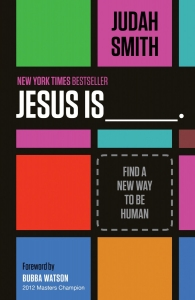 JUDAH
SMITH
NEW YORK TIMES BESTSELLER
JESUS IS_____.
FIND A
NEW WAY
TO BE
HUMAN
Foreword by
BUBBA WATSON
2012 Masters Champion